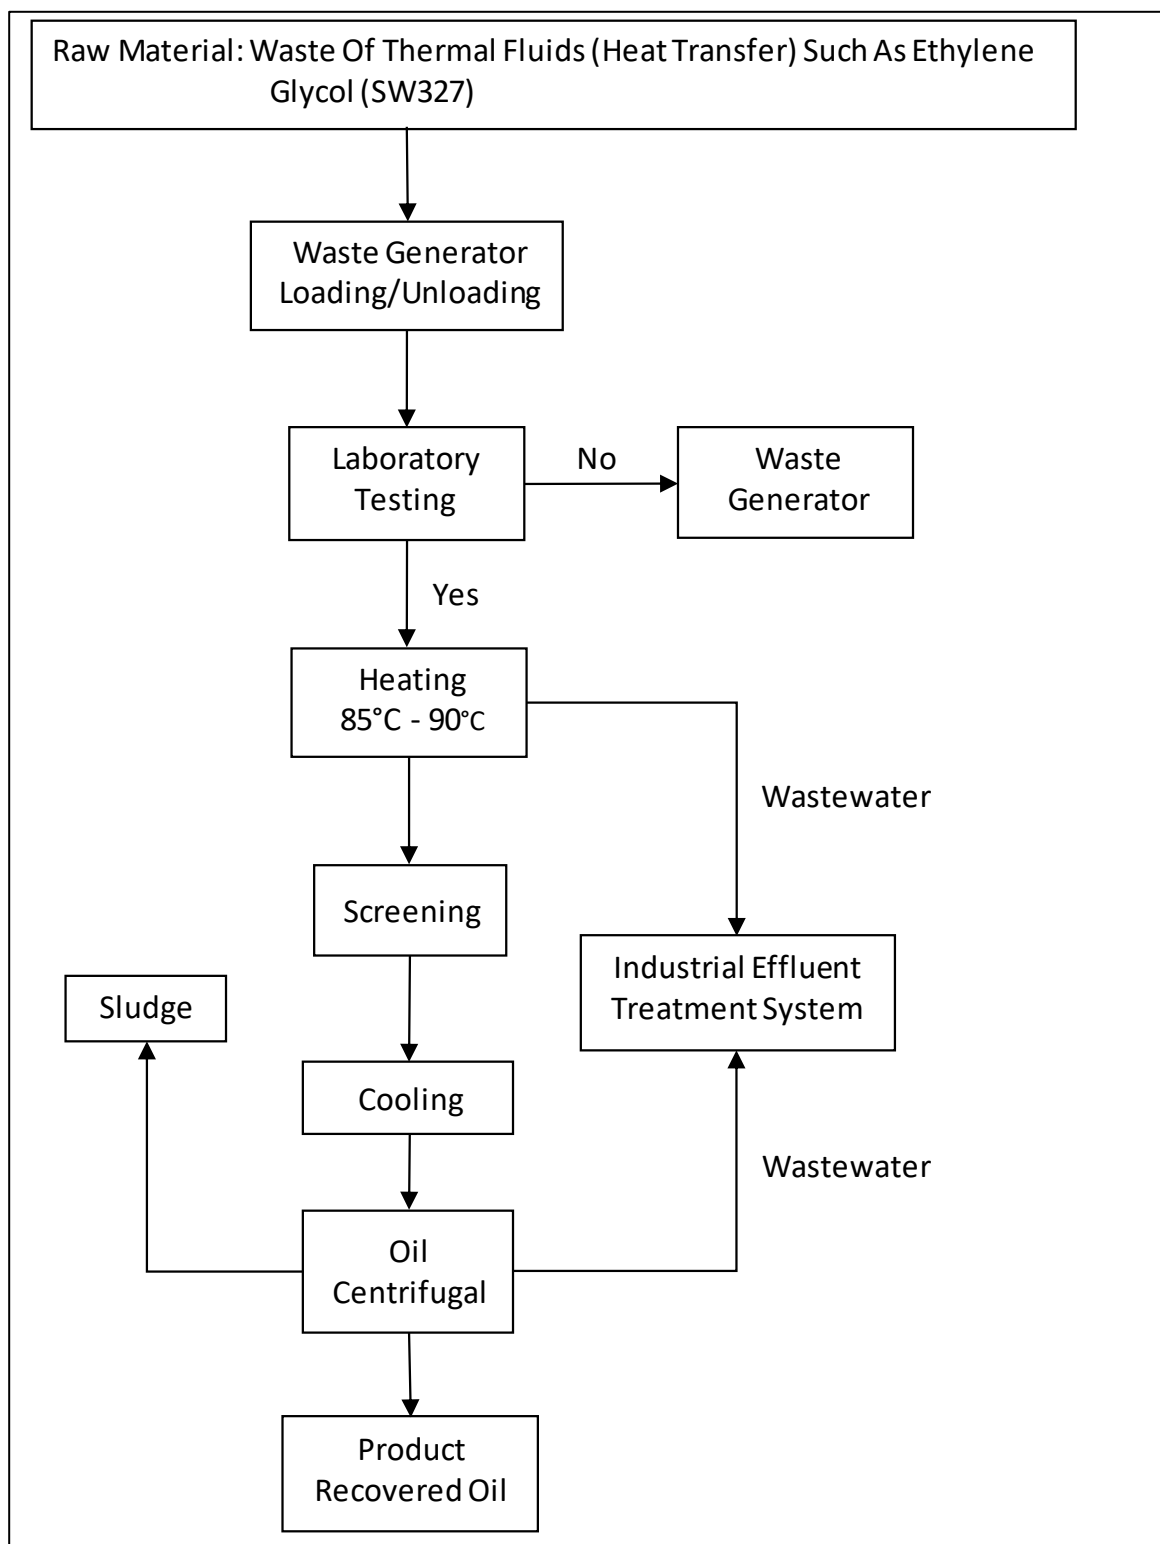 Raw Material: Waste Of Thermal Fluids (Heat Transfer) Such As Ethylene
Glycol (SW327)
Waste Generator
Loading/Unloading
Laboratory
Testing
No
Waste
Generator
Yes
Heating
85°C - 90°C
Wastewater
Screening
Industrial Effluent
Treatment System
Sludge
Cooling
Wastewater
Oil
Centrifugal
Product
Recovered Oil